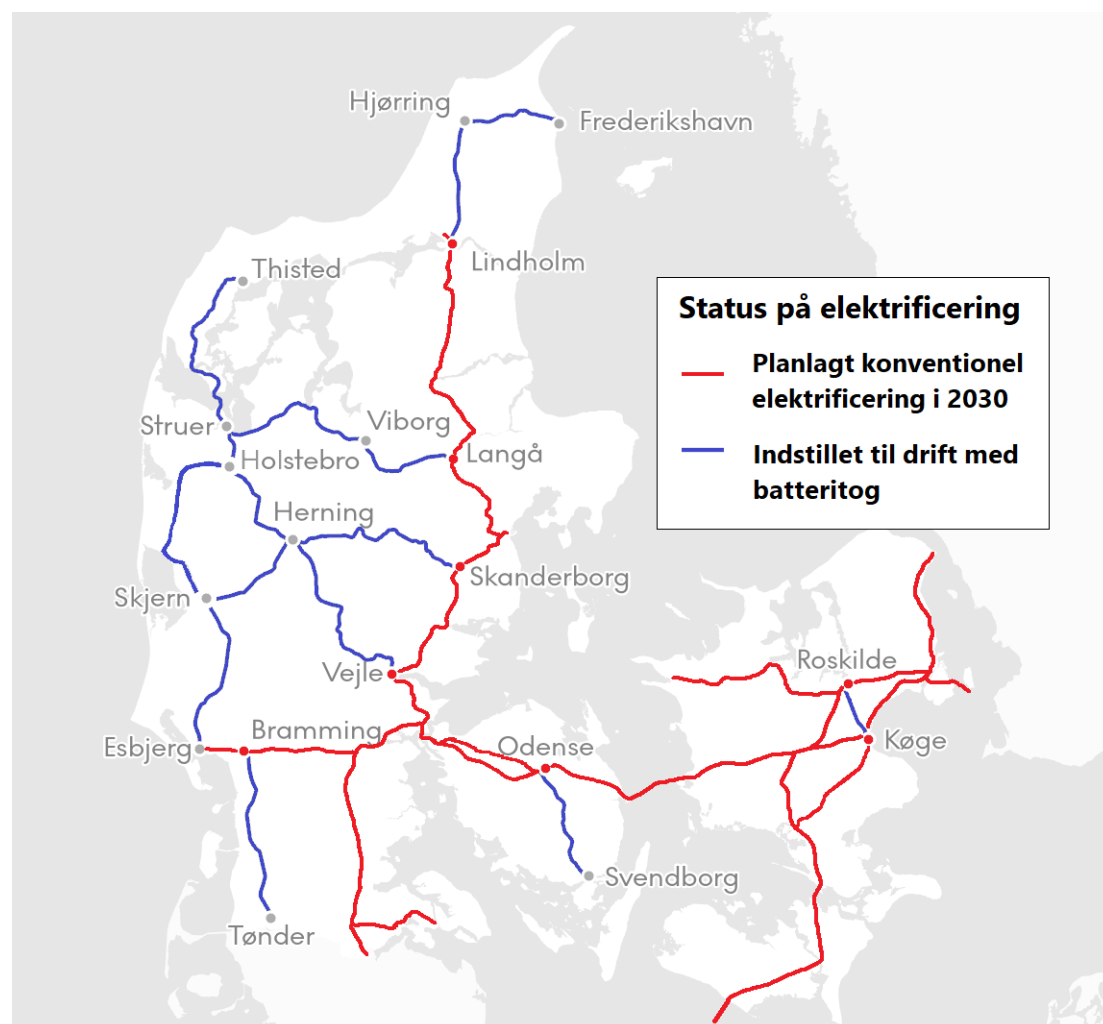 Hjørring
Frederikshavn
Lindholm
Thisted
Status på elektrificering
Planlagt konventionel
elektrificering i 2030
Indstillet til drift med
batteritog
Struer
Viborg
Langå
Holstebro
Herning
Skanderborg
Skjern
Vejle
Roskilde
Bramming
Esbjerg
Odense
Køge
Svendborg
Tønder